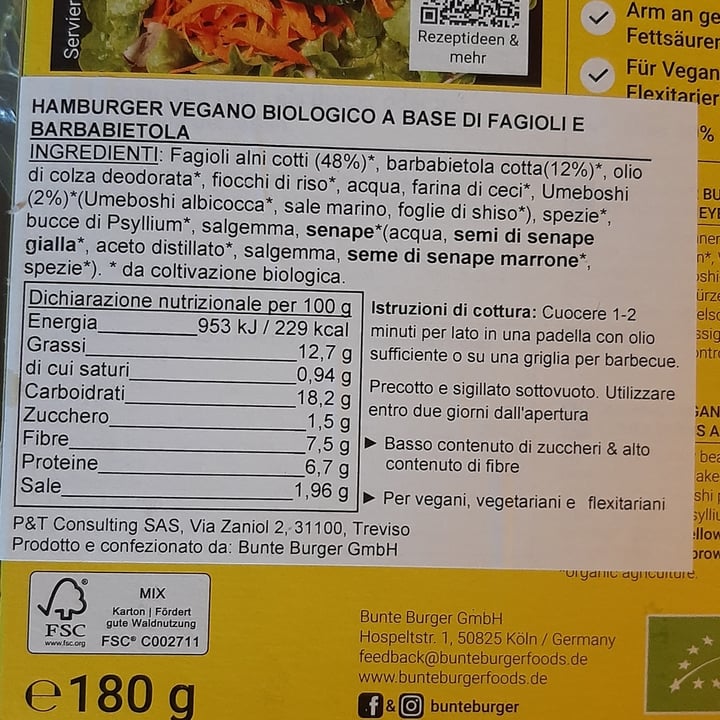 Servier
Rezeptideen &
mehr
Arm an ge
Fettsäurer
Für Vegan
Flexitarier
%
HAMBURGER VEGANO BIOLOGICO A BASE DI FAGIOLI E
BARBABIETOLA
INGREDIENTI: Fagioli alni cotti (48%)*, barbabietola cotta(12%)*, olio
di colza deodorata*, fiocchi di riso*, acqua, farina di ceci*, Umeboshi
(2%)*(Umeboshi albicocca*, sale marino, foglie di shiso*), spezie*,
bucce di Psyllium*, salgemma, senape*(acqua, semi di senape
gialla*, aceto distillato*, salgemma, seme di senape marrone*,
spezie*). * da coltivazione biologica.
Dichiarazione nutrizionale per 100 g
Energia 953 kJ / 229 kcal
Grassi 12,7 g
di cui saturi 0,94 g
Carboidrati 18,2 g
Zucchero 1,5 g
Fibre 7,5 g
Proteine 6,7 g
Sale 1,96 g
Istruzioni di cottura: Cuocere 1-2
minuti per lato in una padella con olio
sufficiente o su una griglia per barbecue.
Precotto e sigillato sottovuoto. Utilizzare
entro due giorni dall'apertura
► Basso contenuto di zuccheri & alto
contenuto di fibre
► Per vegani, vegetariani e flexitariani
P&T Consulting SAS, Via Zaniol 2, 31100, Treviso
Prodotto e confezionato da: Bunte Burger GmbH
*organic agriculture.
MIX
Karton | Fördert
gute Waldnutzung
FSC® C002711
FSC
www.fsc.org
®
e180 g
Bunte Burger GmbH
Hospeltstr. 1, 50825 Köln / Germany
feedback@bunteburgerfoods.de
www.bunteburgerfoods.de
f & bunteburger